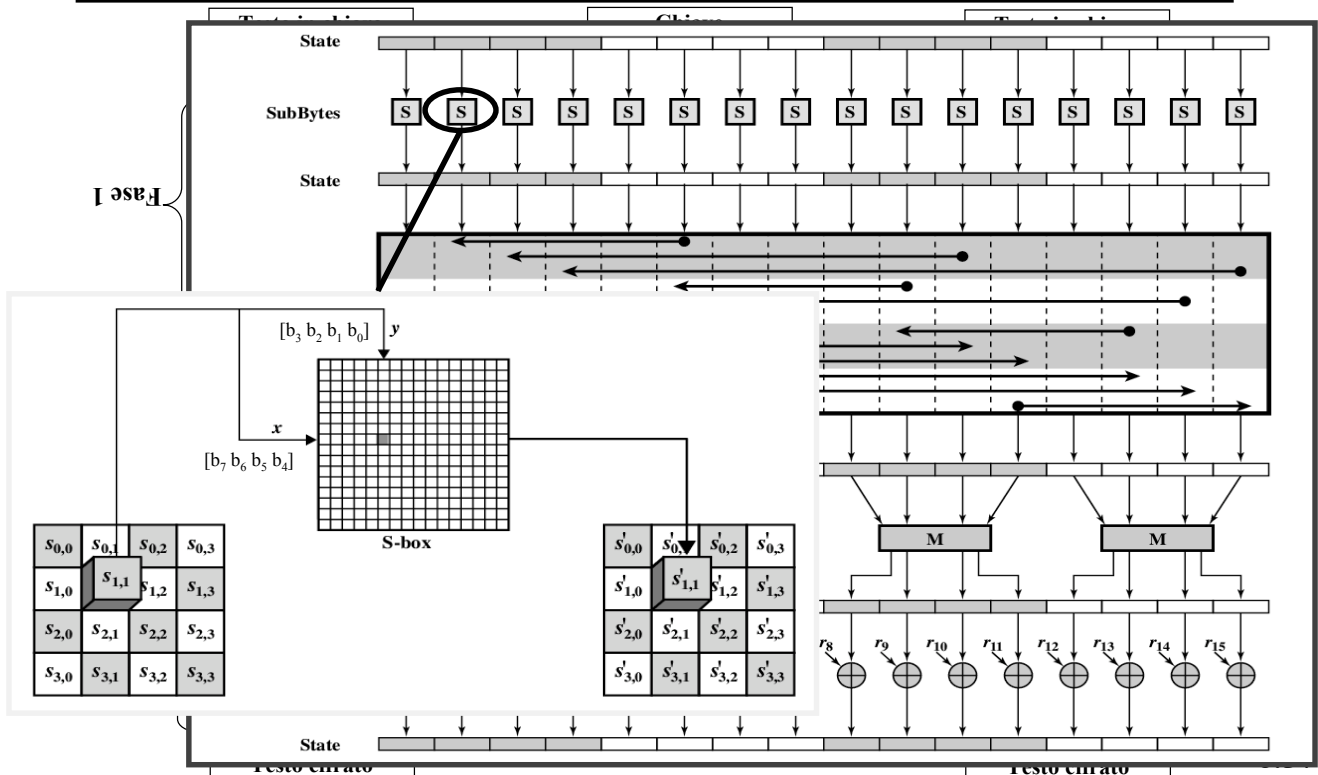 State
SubBytes
S S S S S S S S S S S S S S S S
State
Fase 1
[b3 b2 b1 b0] y
x
[b7 b6 b5 b4]
S-box
M M
s0,0 s0,1 s0,2 s0,3
s1,0 s1,1 s1,2 s1,3
s2,0 s2,1 s2,2 s2,3
s3,0 s3,1 s3,2 s3,3
s'0,0 s'0, s'0,2 s'0,3
s'1,0 s'1,1 s'1,2 s'1,3
s'2,0 s'2,1 s'2,2 s'2,3
s'3,0 s'3,1 s'3,2 s'3,3
r8 r9 r10 r11 r12 r13 r14 r15
State
Testo cifrato Testo cifrato